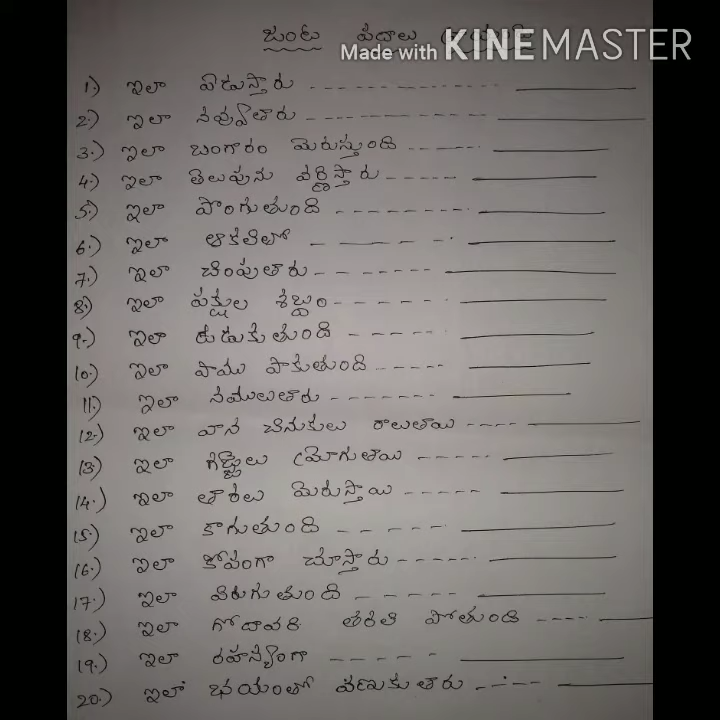 జంట పదాలు
Made with KINEMASTER
1.) ఇలా ఏడుస్తారు ---------------
2.) ఇలా నవ్వుతారు ---------------
3.) ఇలా బంగారం మెరుస్తుంది ------
4.) ఇలా తెలుపును వర్ణిస్తారు ------
5.) ఇలా పొంగుతుంది ---------
6.) ఇలా ఆకలితో ------
7.) ఇలా చింపుతారు --------
8.) ఇలా పక్షుల శబ్దం -------
9.) ఇలా ఉడుకుతుంది ------
10.) ఇలా పాము పాకుతుంది ------
11.) ఇలా నములుతారు --------
12.) ఇలా వాన చినుకులు రాలుతాయి ----
13.) ఇలా గజ్జెలు మ్రోగుతాయి -----
14.) ఇలా తారలు మెరుస్తాయి ------
15.) ఇలా కాగుతుంది ------
16.) ఇలా కోపంగా చూస్తారు ------
17.) ఇలా విరుగుతుంది ------
18.) ఇలా గోదావరి తరలి పోతుంది ----
19.) ఇలా రహస్యంగా ------
20.) ఇలా భయంతో వణుకుతారు -----